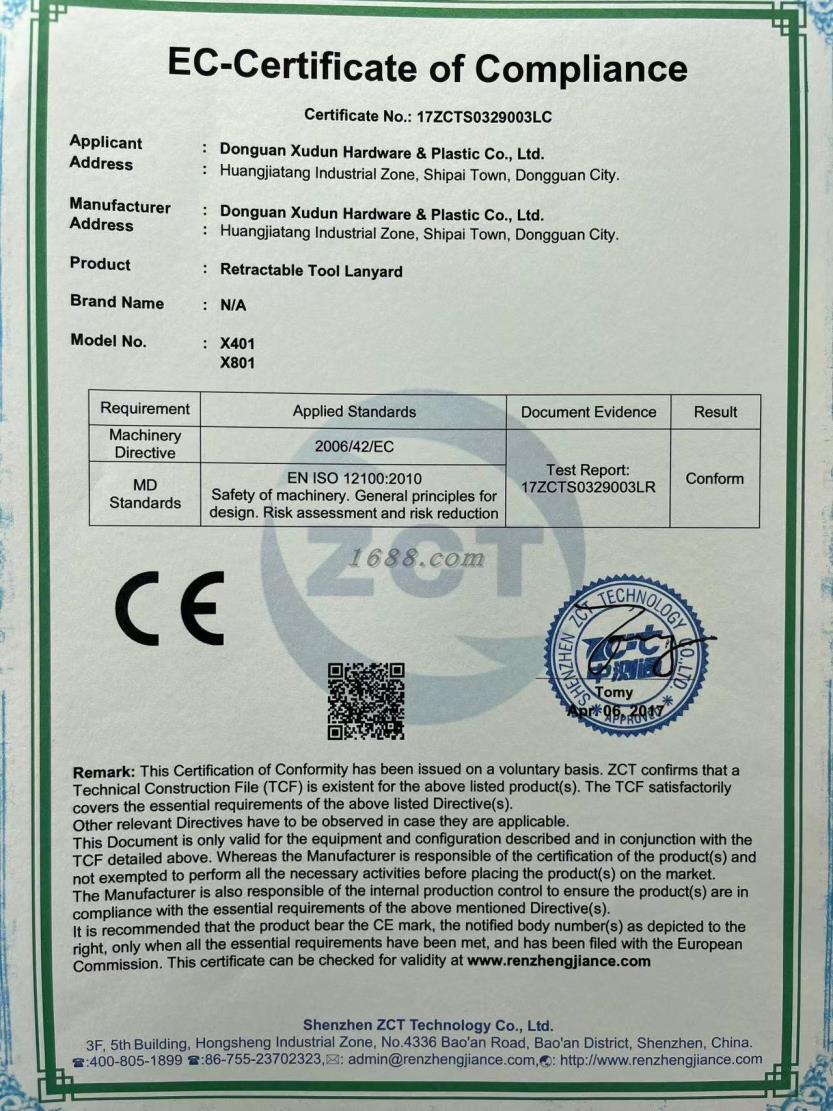 EC-Certificate of Compliance
Certificate No.: 17ZCTS0329003LC
Applicant : Donguan Xudun Hardware & Plastic Co., Ltd.
Address : Huangjiatang Industrial Zone, Shipai Town, Dongguan City.
Manufacturer : Donguan Xudun Hardware & Plastic Co., Ltd.
Address : Huangjiatang Industrial Zone, Shipai Town, Dongguan City.
Product : Retractable Tool Lanyard
Brand Name : N/A
Model No. : X401
X801
Requirement Applied Standards Document Evidence Result
Machinery Directive 2006/42/EC
MD Standards EN ISO 12100:2010
Safety of machinery. General principles for
design. Risk assessment and risk reduction
Test Report:
17ZCTS0329003LR
Conform
ZCT
1688.com
CE
SHENZHEN ZCT TECHNOLOGY CO.,LTD.
ZCT
中测通
Tomy
Apr. 06, 2017
APPROVED
Remark: This Certification of Conformity has been issued on a voluntary basis. ZCT confirms that a
Technical Construction File (TCF) is existent for the above listed product(s). The TCF satisfactorily
covers the essential requirements of the above listed Directive(s).
Other relevant Directives have to be observed in case they are applicable.
This Document is only valid for the equipment and configuration described and in conjunction with the
TCF detailed above. Whereas the Manufacturer is responsible of the certification of the product(s) and
not exempted to perform all the necessary activities before placing the product(s) on the market.
The Manufacturer is also responsible of the internal production control to ensure the product(s) are in
compliance with the essential requirements of the above mentioned Directive(s).
It is recommended that the product bear the CE mark, the notified body number(s) as depicted to the
right, only when all the essential requirements have been met, and has been filed with the European
Commission. This certificate can be checked for validity at www.renzhengjiance.com
Shenzhen ZCT Technology Co., Ltd.
3F, 5th Building, Hongsheng Industrial Zone, No.4336 Bao'an Road, Bao'an District, Shenzhen, China.
☎:400-805-1899 ☎:86-755-23702323,✉: admin@renzhengjiance.com, : http://www.renzhengjiance.com